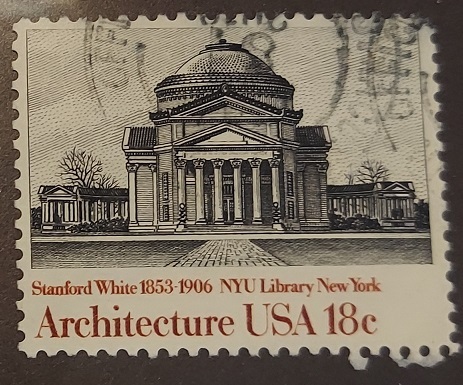 Stanford White 1853-1906 NYU Library New York
Architecture USA 18c